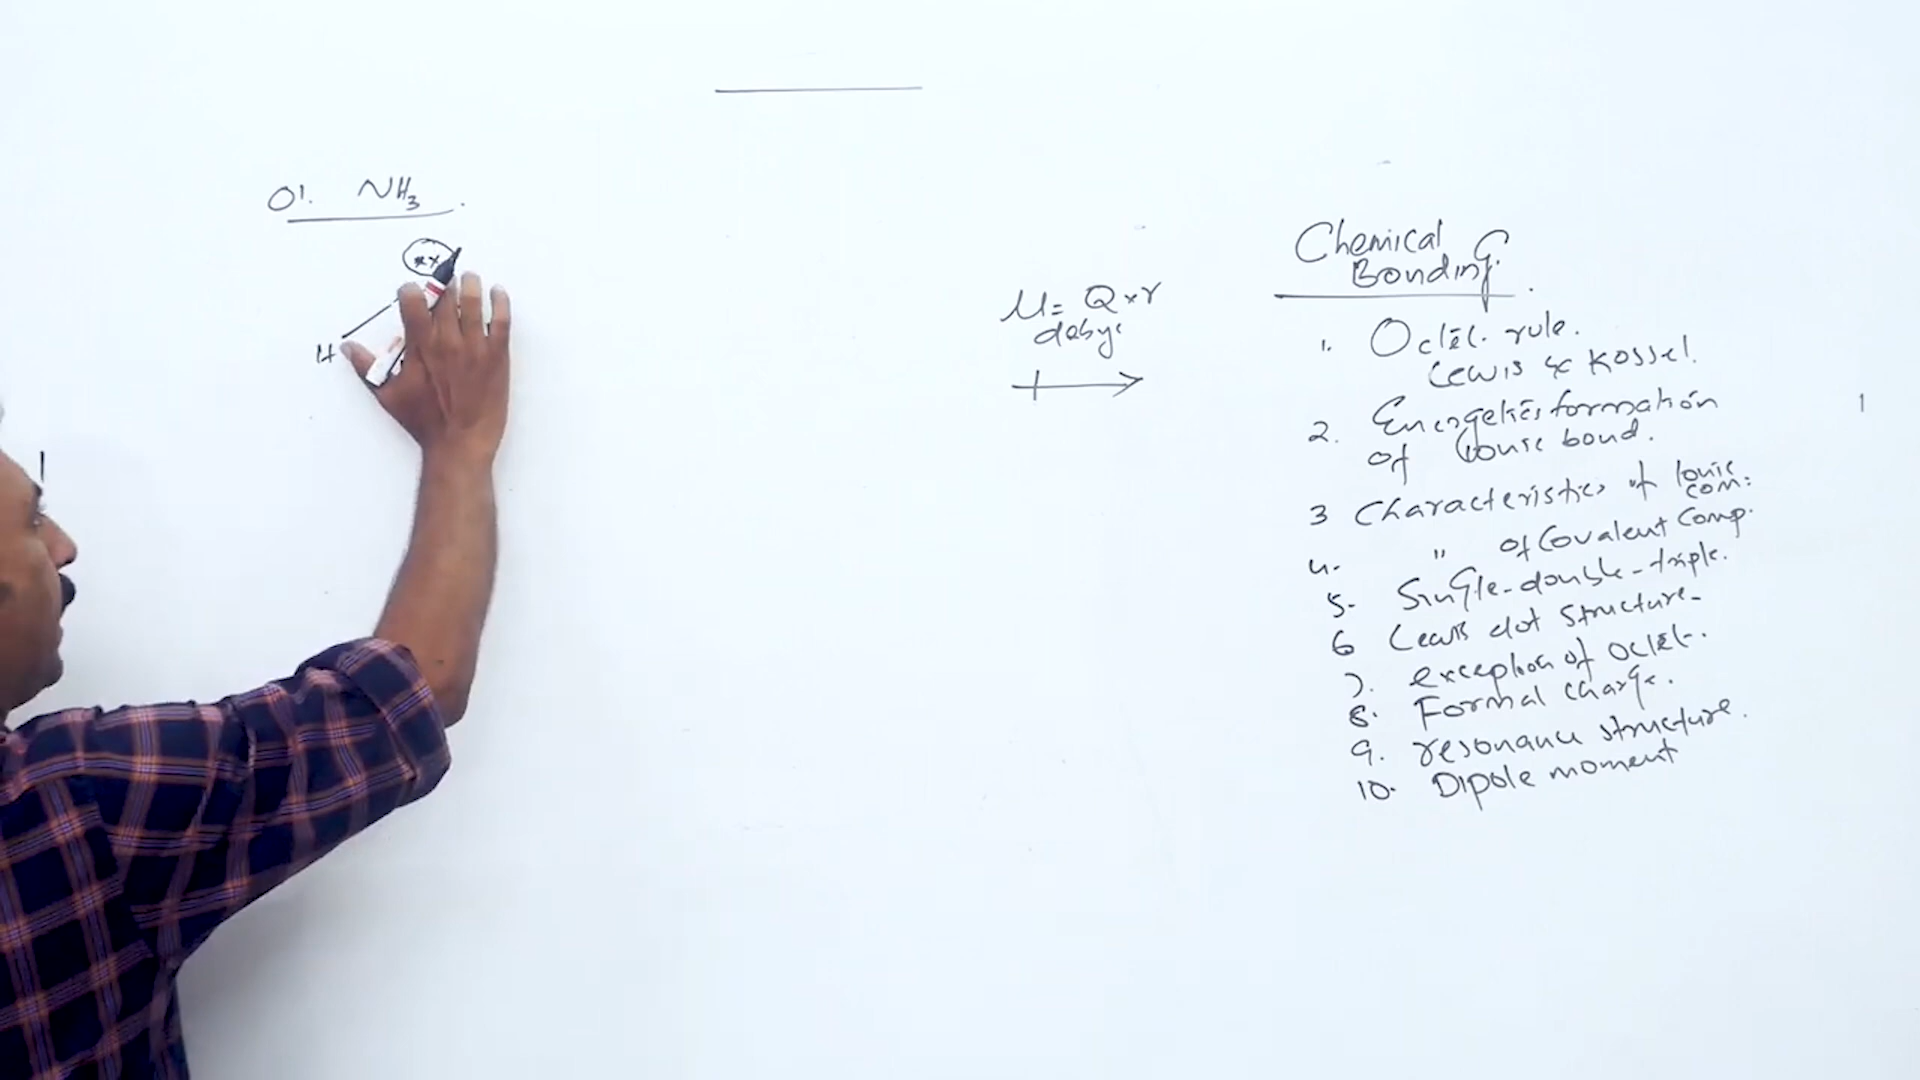 01. NH3.
xx
H
μ = Q × r
debye
Chemical
Bonding.
1. Octet rule.
Lewis & Kossel.
2. Energetics formation
of Ionic bond.
3 Characteristics of Ionic
com:
4. " of Covalent Comp.
5. Single-double-triple.
6 Lewis dot structure-
7. exception of octet-.
8. Formal charge.
9. resonance structure.
10. Dipole moment